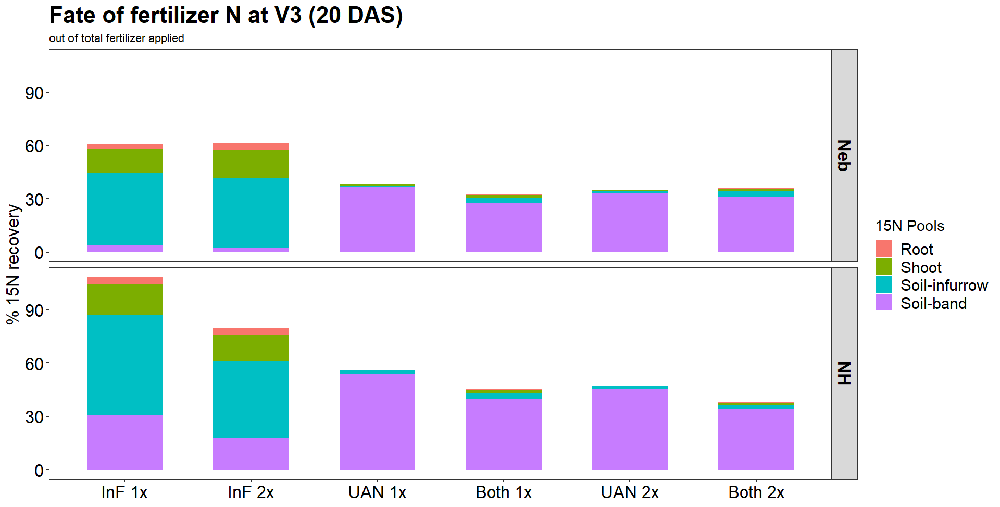 Fate of fertilizer N at V3 (20 DAS)
out of total fertilizer applied
% 15N recovery
90
60
30
0
Neb
90
60
30
0
NH
InF 1x
InF 2x
UAN 1x
Both 1x
UAN 2x
Both 2x
15N Pools
Root
Shoot
Soil-infurrow
Soil-band